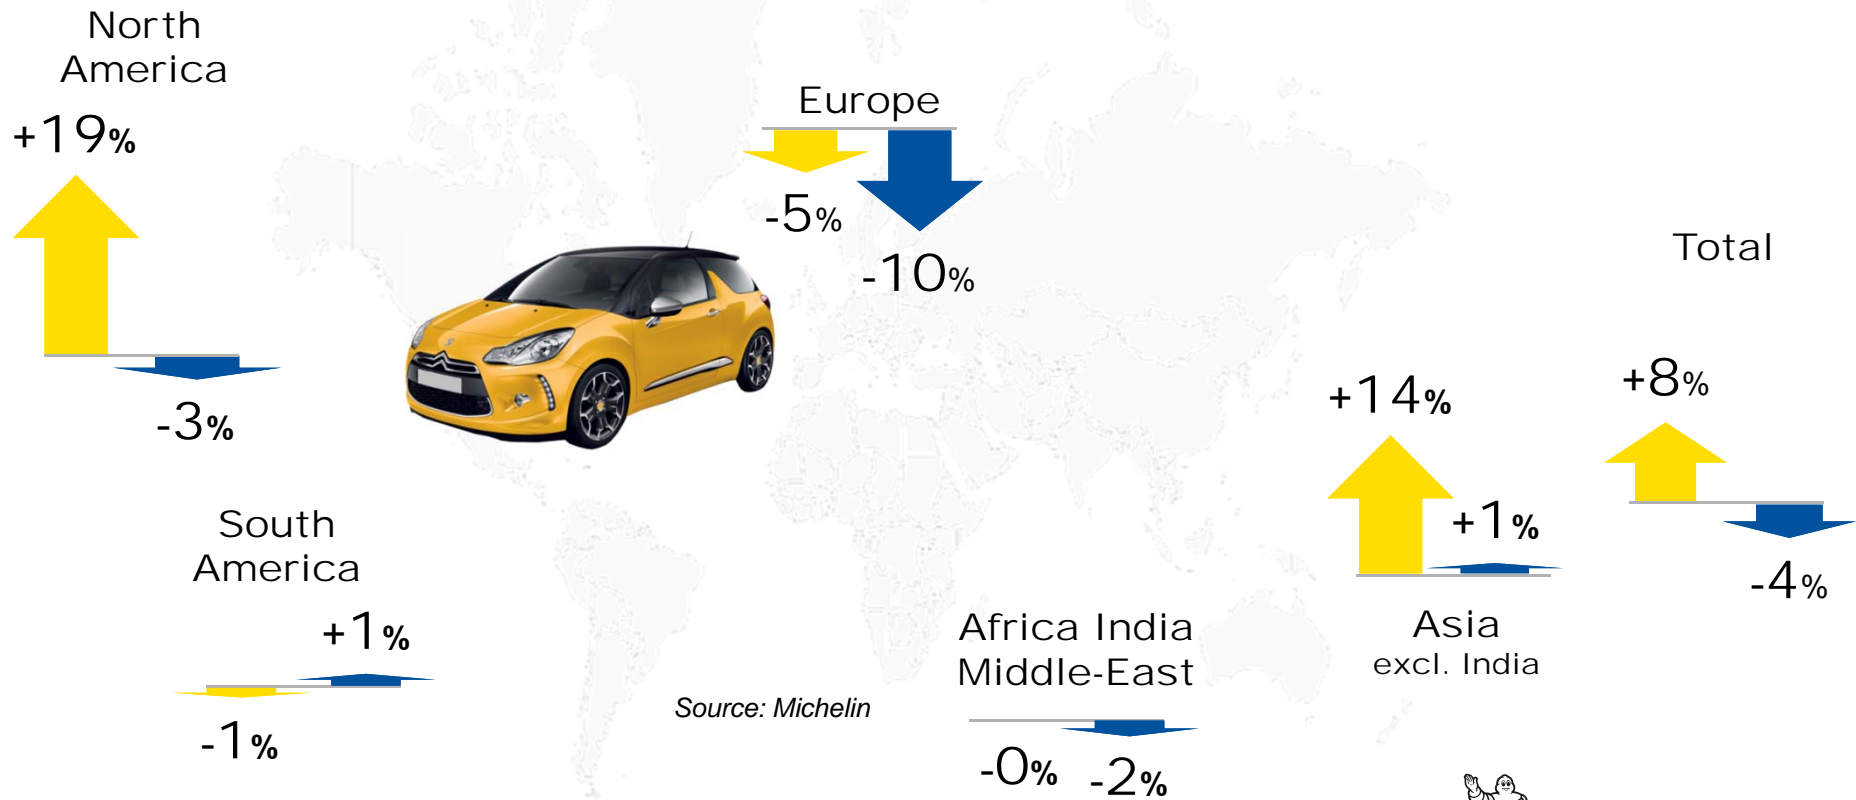 North
America
+19%
-3%
Europe
-5%
-10%
Total
+8%
-4%
+14%
+1%
Asia
excl. India
South
America
+1%
-1%
Africa India
Middle-East
-0%
-2%
Source: Michelin